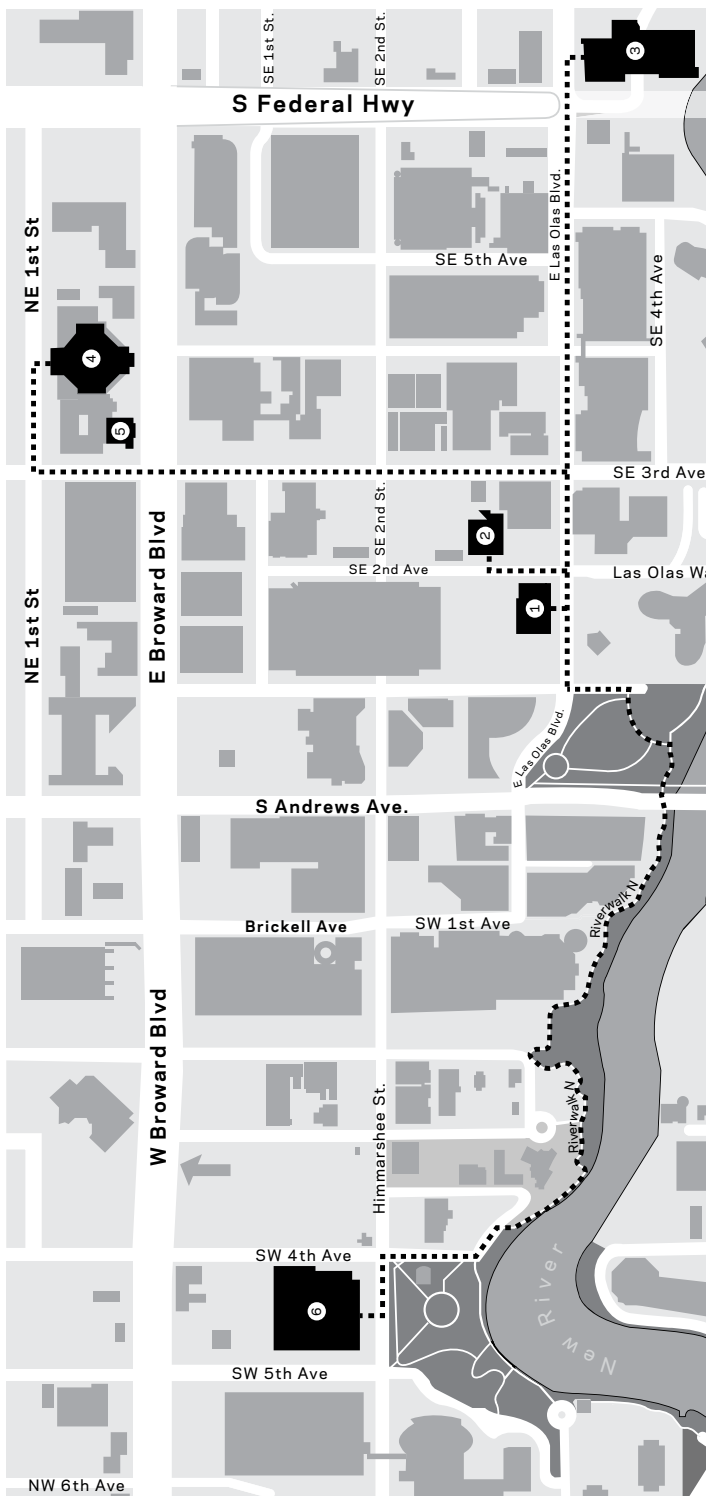 SE 1st St.
SE 2nd St.
3
S Federal Hwy
NE 1st St
E Las Olas Blvd.
SE 5th Ave
SE 4th Ave
4
5
SE 3rd Ave
SE 2nd St.
2
SE 2nd Ave
Las Olas Wa
1
NE 1st St
E Broward Blvd
E Las Olas Blvd.
S Andrews Ave.
Riverwalk N
Brickell Ave
SW 1st Ave
W Broward Blvd
Himmarshee St.
Riverwalk N
SW 4th Ave
6
New River
SW 5th Ave
NW 6th Ave